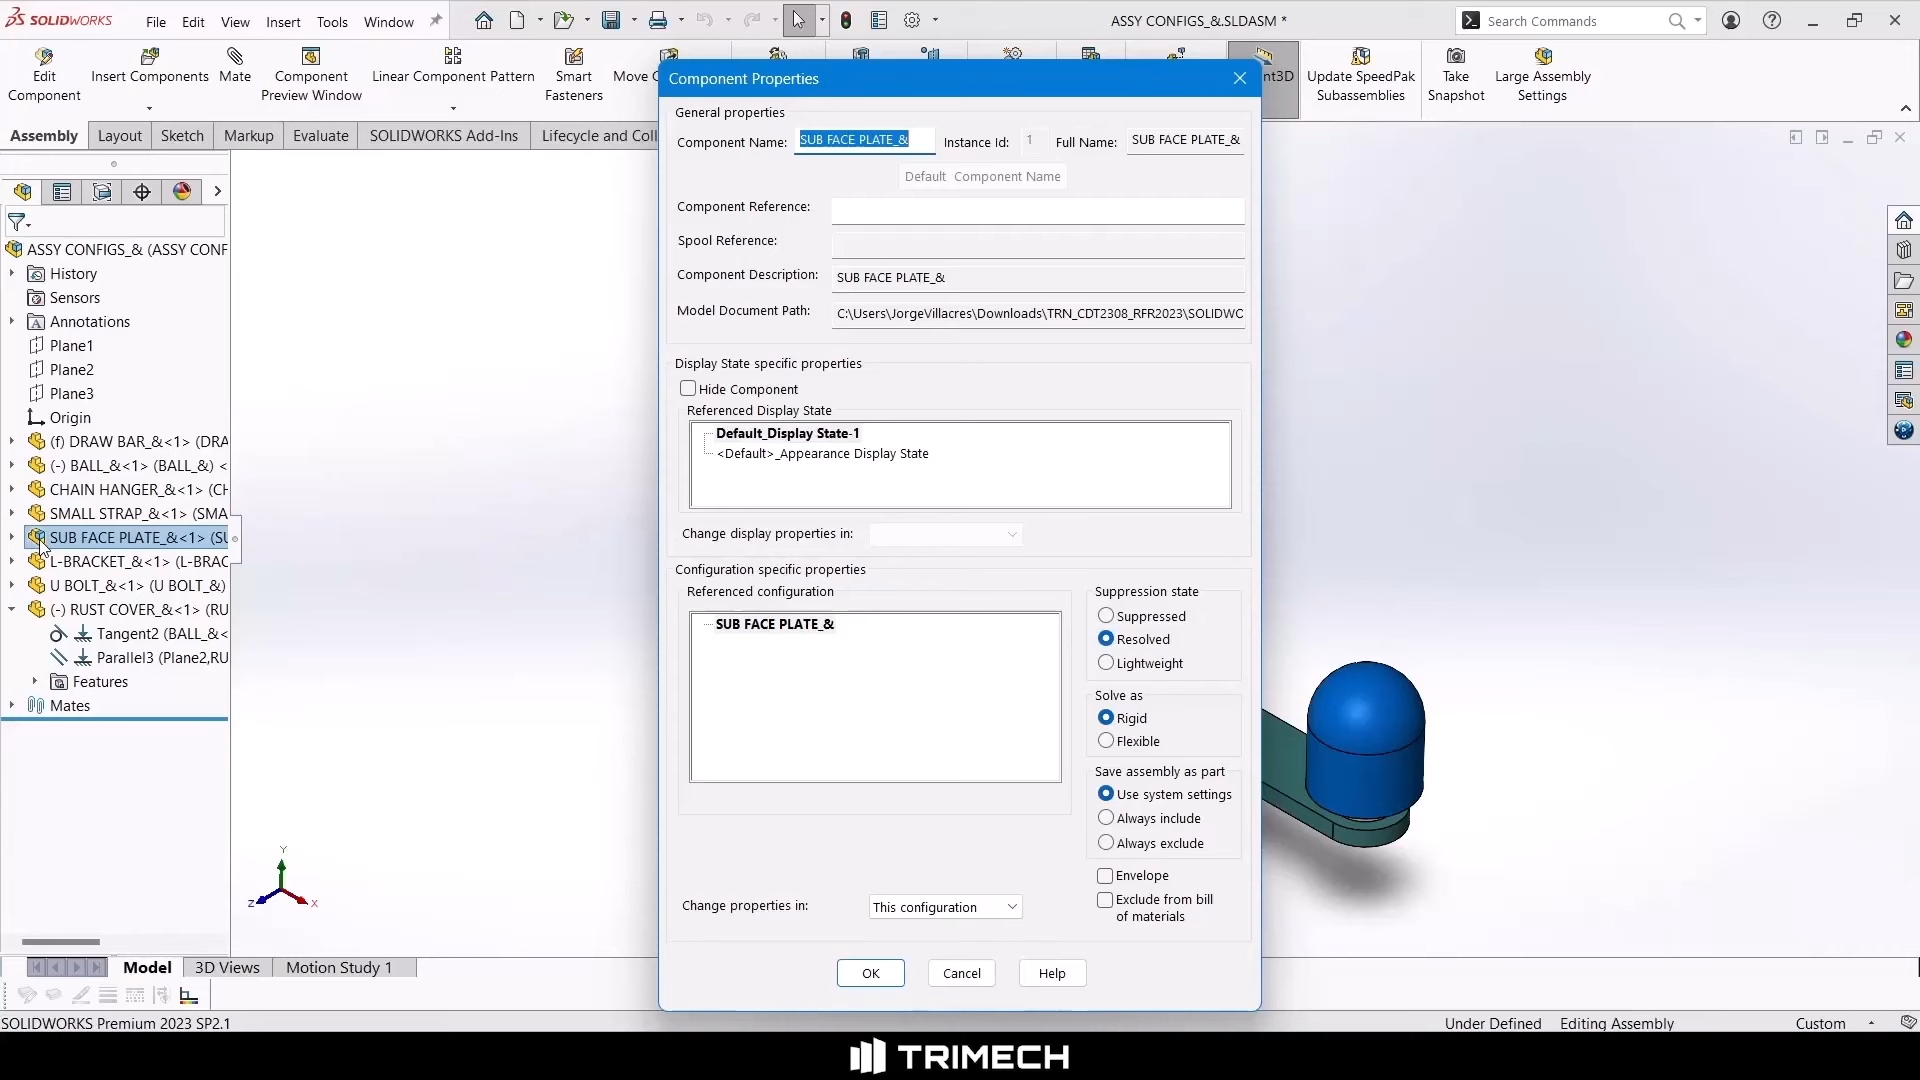 SOLIDWORKS File Edit View Insert Tools Window
ASSY CONFIGS_&.SLDASM *
Search Commands
Edit Component
Insert Components
Mate
Component Preview Window
Linear Component Pattern
Smart Fasteners
Move C
nt3D
Update SpeedPak Subassemblies
Take Snapshot
Large Assembly Settings
Assembly Layout Sketch Markup Evaluate SOLIDWORKS Add-Ins Lifecycle and Coll
ASSY CONFIGS_& (ASSY CONF
History
Sensors
Annotations
Plane1
Plane2
Plane3
Origin
(f) DRAW BAR_&<1> (DRA
(-) BALL_&<1> (BALL_&) <
CHAIN HANGER_&<1> (CH
SMALL STRAP_&<1> (SMA
SUB FACE PLATE_&<1> (SU
L-BRACKET_&<1> (L-BRAC
U BOLT_&<1> (U BOLT_&)
(-) RUST COVER_&<1> (RU
Tangent2 (BALL_&<
Parallel3 (Plane2,RU
Features
Mates
Component Properties
General properties
Component Name: SUB FACE PLATE_& Instance Id: 1 Full Name: SUB FACE PLATE_&
Default Component Name
Component Reference:
Spool Reference:
Component Description: SUB FACE PLATE_&
Model Document Path: C:\Users\JorgeVillacres\Downloads\TRN_CDT2308_RFR2023\SOLIDWO
Display State specific properties
Hide Component
Referenced Display State
Default_Display State-1
<Default>_Appearance Display State
Change display properties in:
Configuration specific properties
Referenced configuration
SUB FACE PLATE_&
Suppression state
Suppressed
Resolved
Lightweight
Solve as
Rigid
Flexible
Save assembly as part
Use system settings
Always include
Always exclude
Envelope
Exclude from bill
of materials
Change properties in: This configuration
OK Cancel Help
Y
Z X
Model 3D Views Motion Study 1
SOLIDWORKS Premium 2023 SP2.1
Under Defined Editing Assembly Custom
TRIMECH